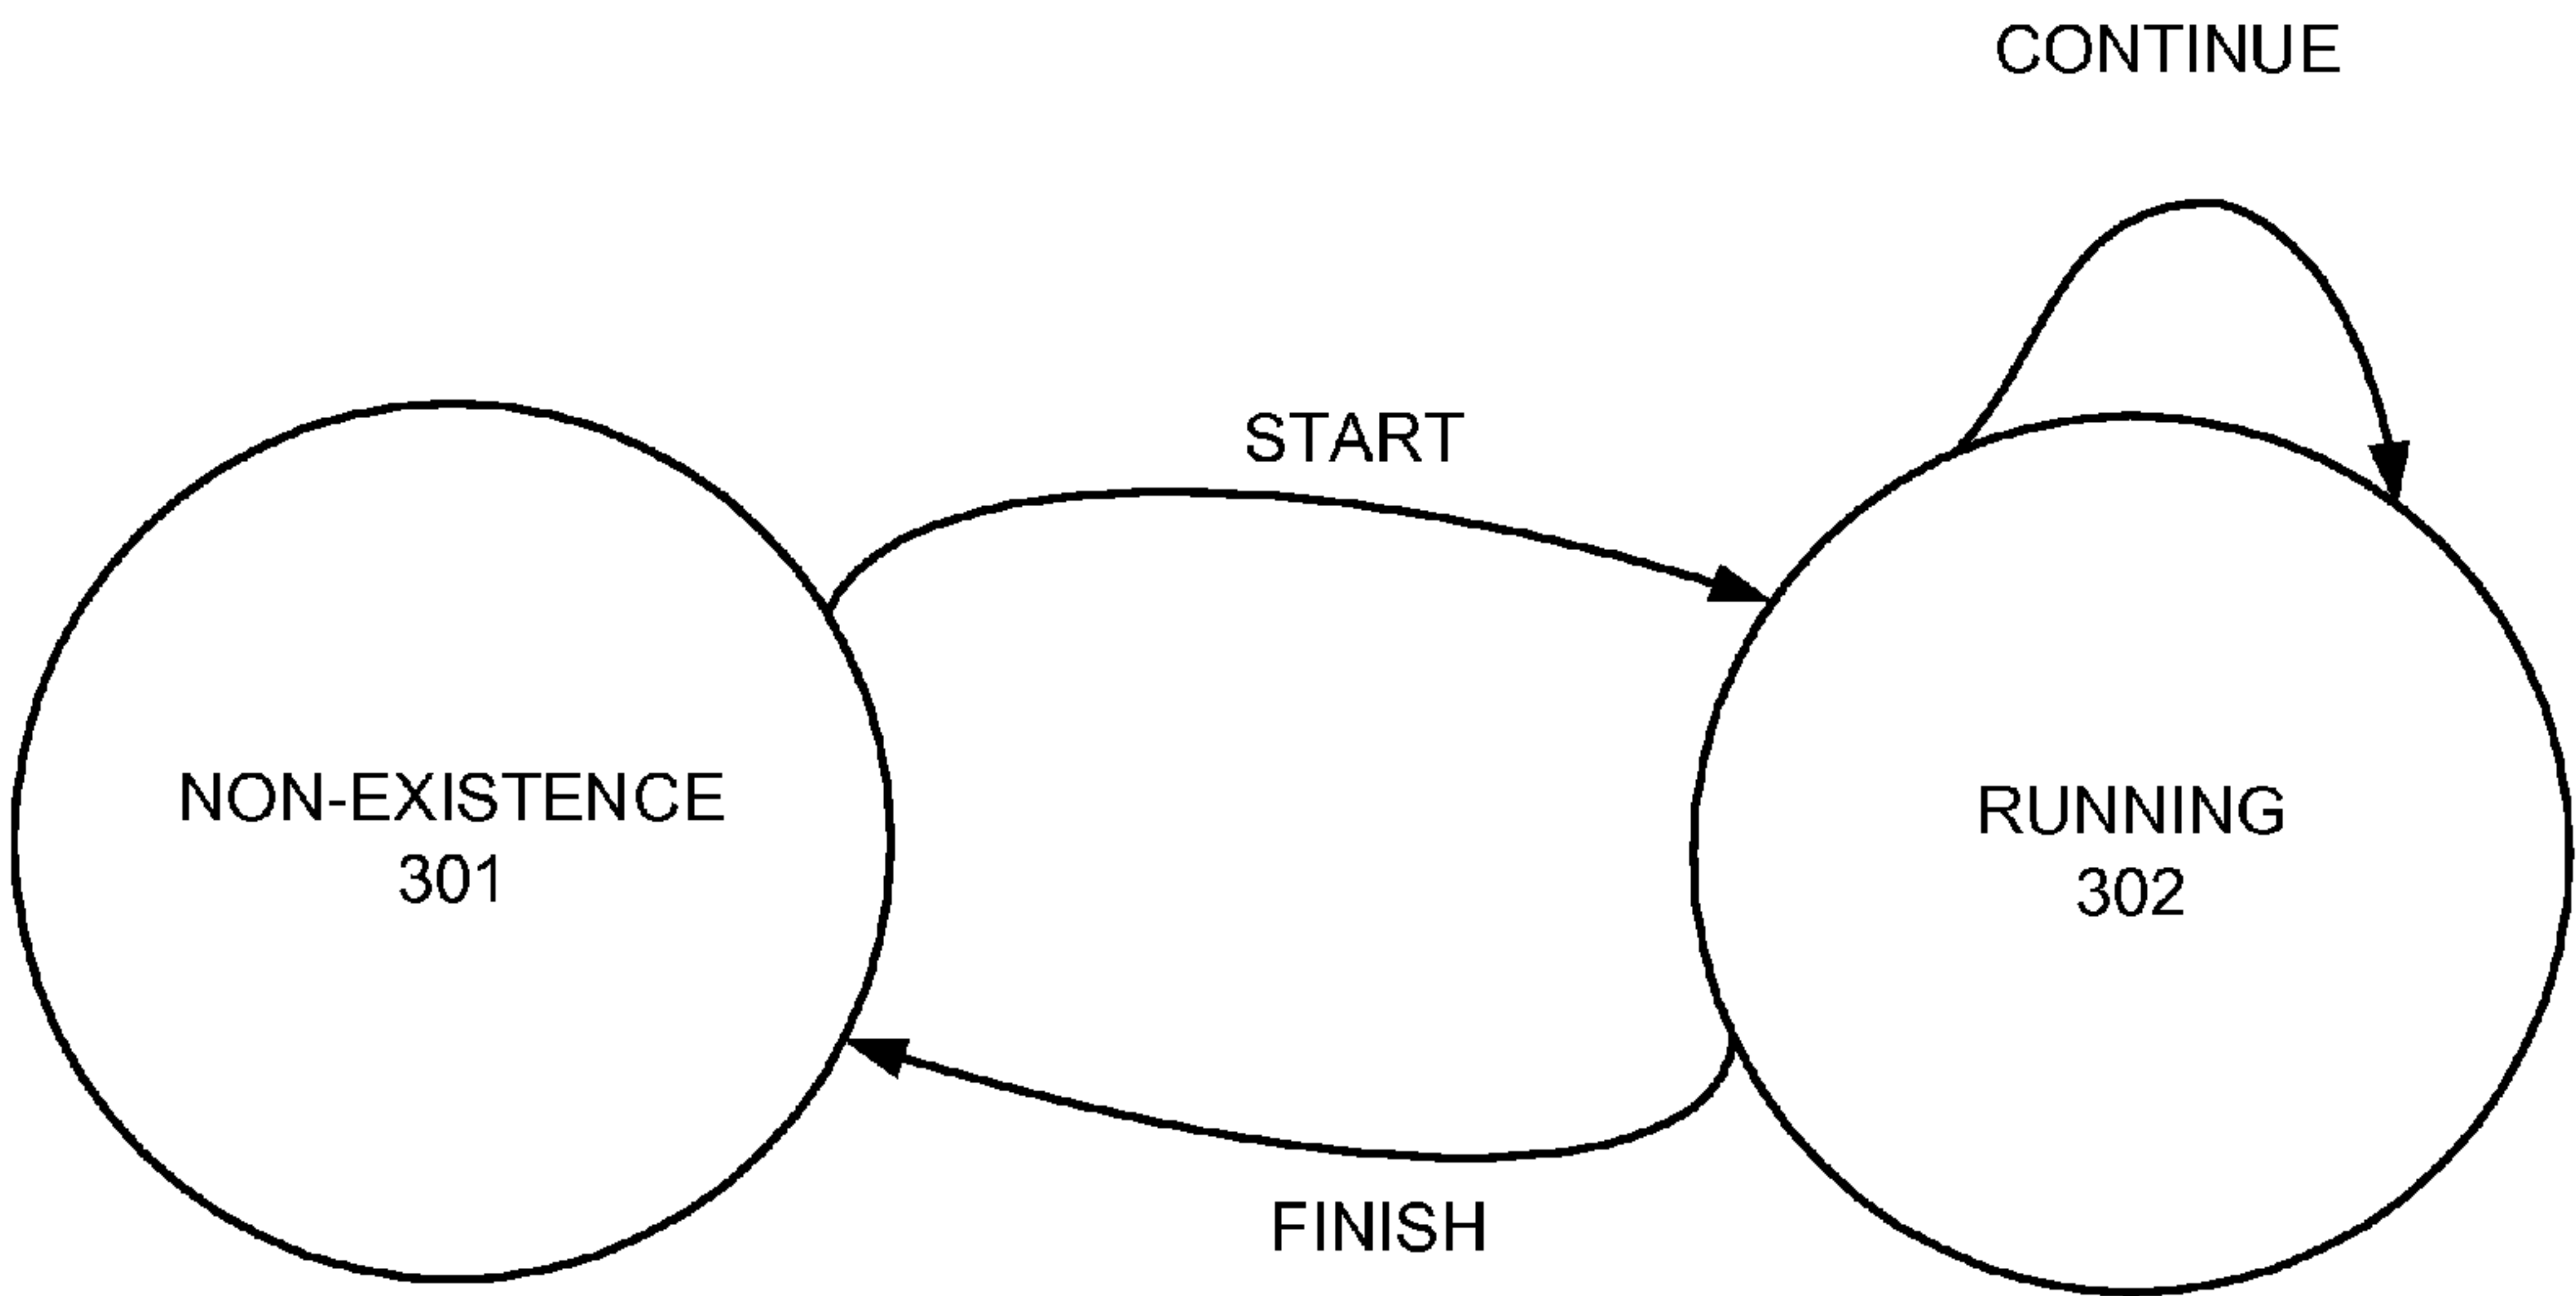 CONTINUE
START
NON-EXISTENCE
301
RUNNING
302
FINISH